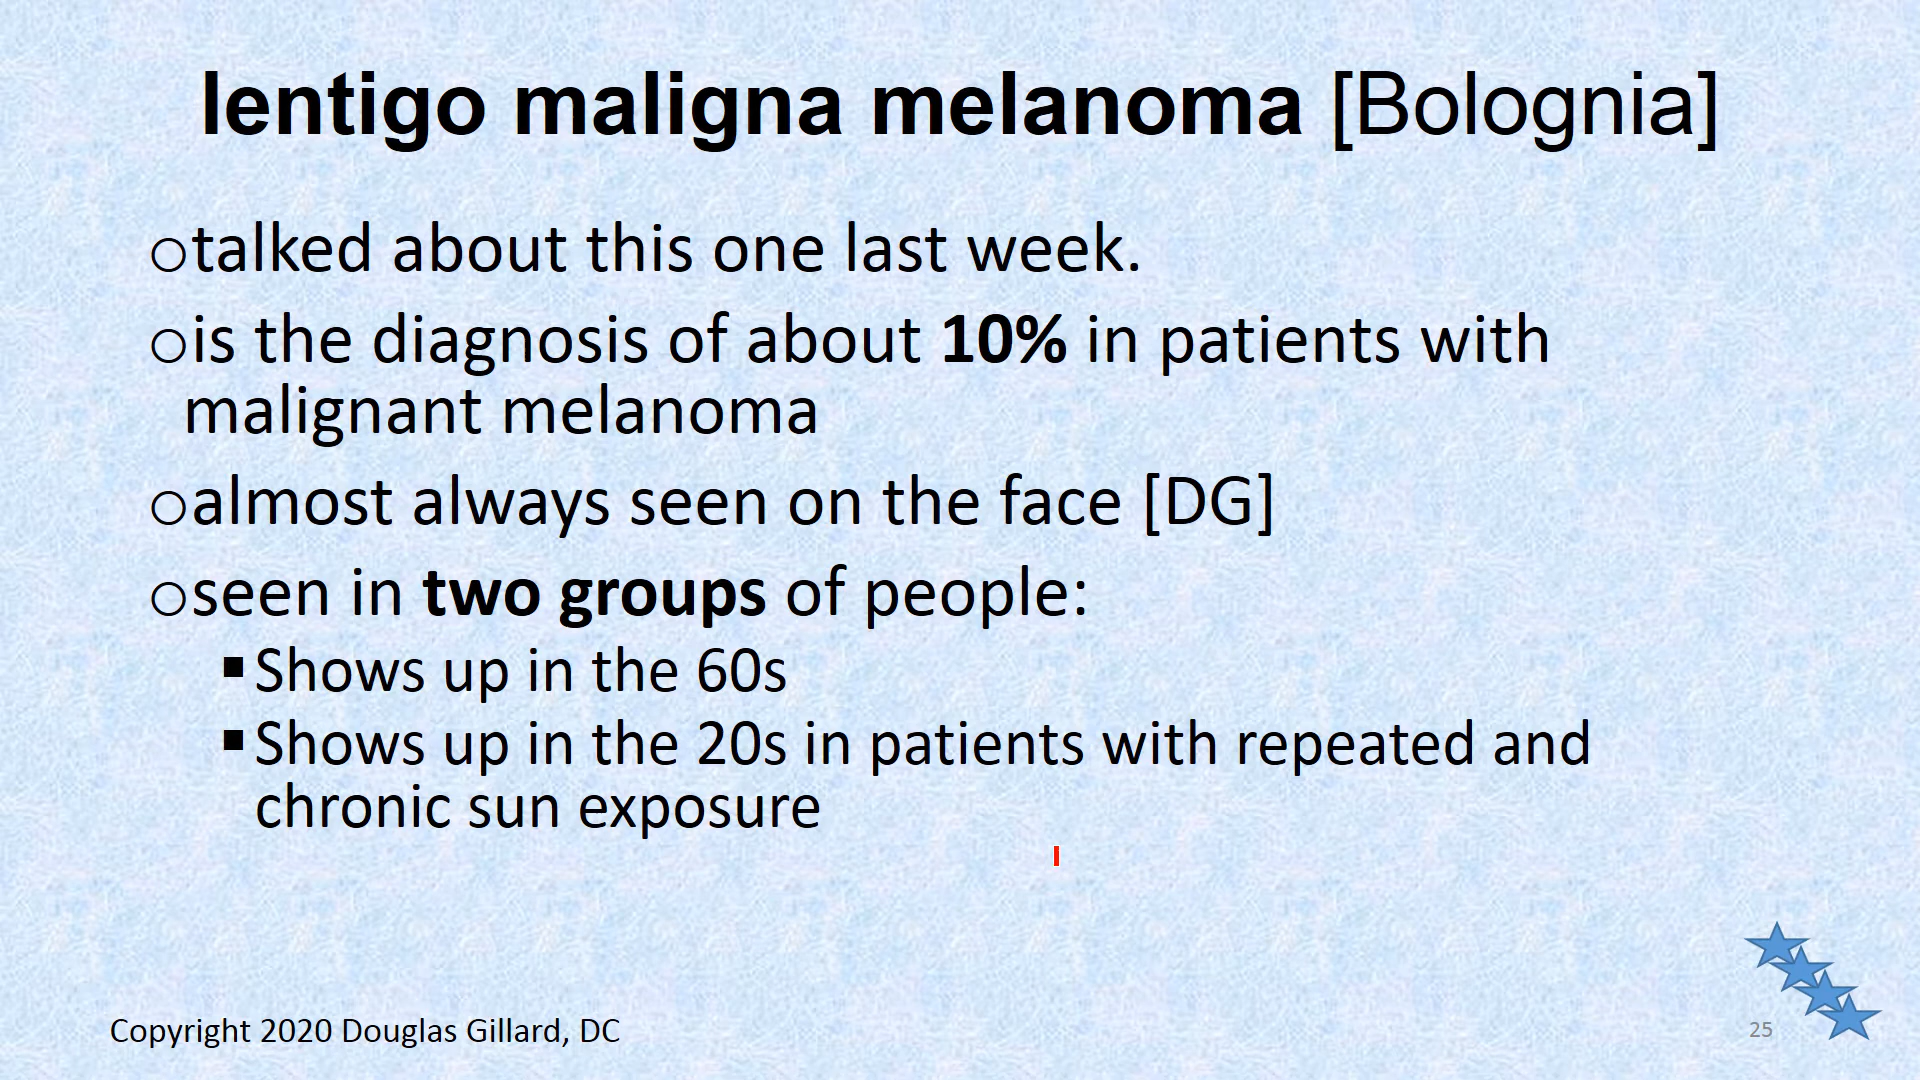 lentigo maligna melanoma [Bolognia]
otalked about this one last week.
ois the diagnosis of about 10% in patients with
malignant melanoma
oalmost always seen on the face [DG]
oseen in two groups of people:
▪Shows up in the 60s
▪Shows up in the 20s in patients with repeated and
chronic sun exposure
Copyright 2020 Douglas Gillard, DC
25